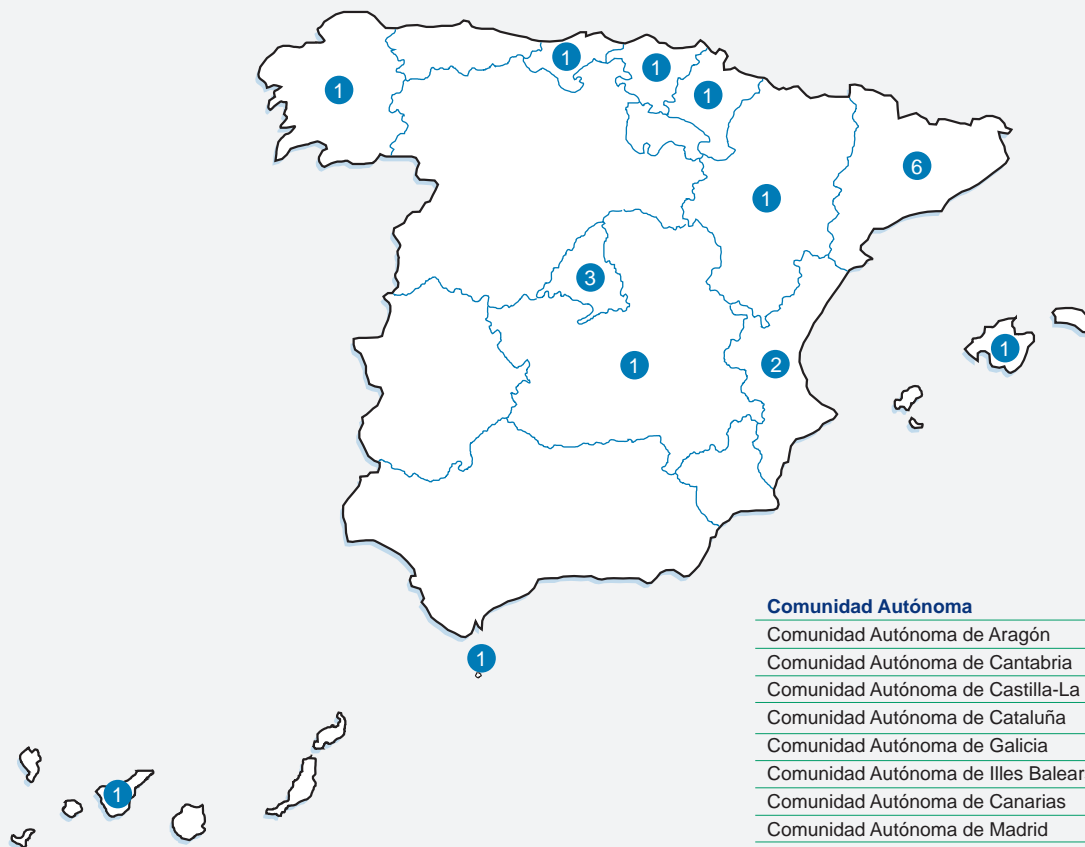 1
1
1
1
6
1
3
1
2
1
1
1
Comunidad Autónoma
Comunidad Autónoma de Aragón
Comunidad Autónoma de Cantabria
Comunidad Autónoma de Castilla-La
Comunidad Autónoma de Cataluña
Comunidad Autónoma de Galicia
Comunidad Autónoma de Illes Balear
Comunidad Autónoma de Canarias
Comunidad Autónoma de Madrid